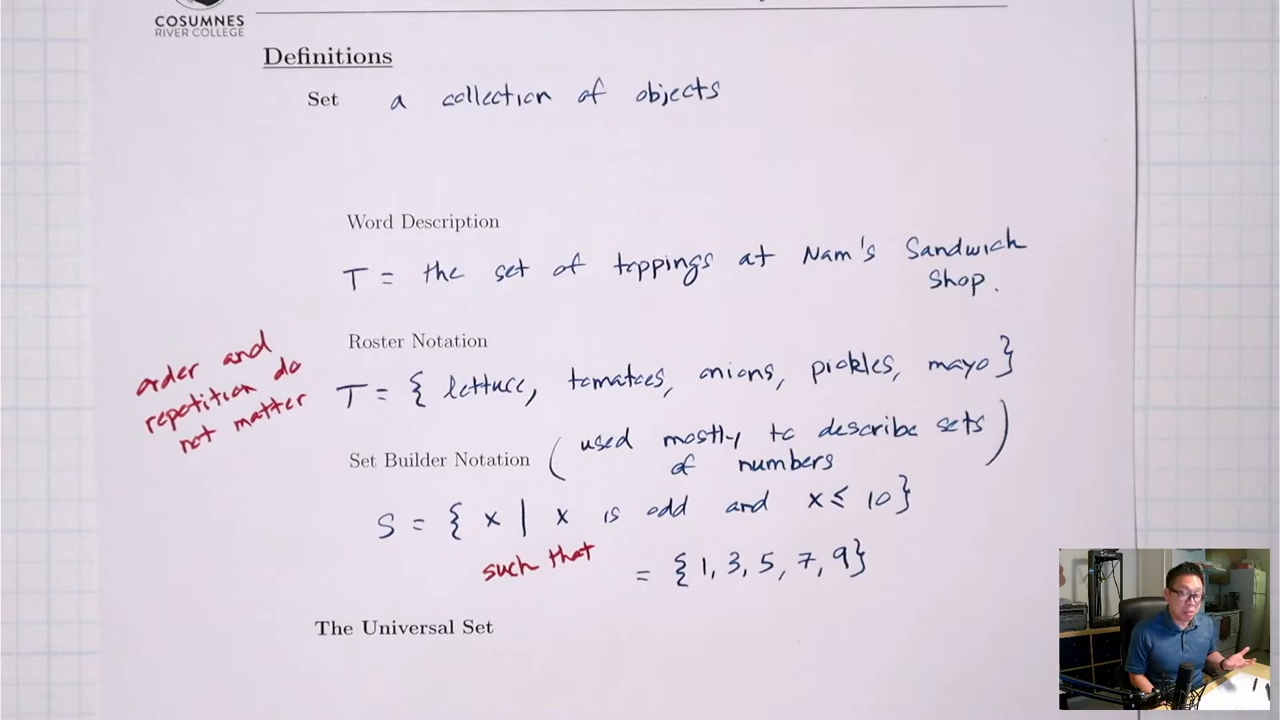 COSUMNES
RIVER COLLEGE
Definitions
Set a collection of objects
Word Description
T = the set of toppings at Nam's Sandwich
Shop.
Roster Notation
order and
repetition do
not matter
T = { lettuce, tomatoes, onions, pickles, mayo }
Set Builder Notation ( used mostly to describe sets
of numbers )
S = { x | x is odd and x ≤ 10 }
such that
= { 1, 3, 5, 7, 9 }
The Universal Set